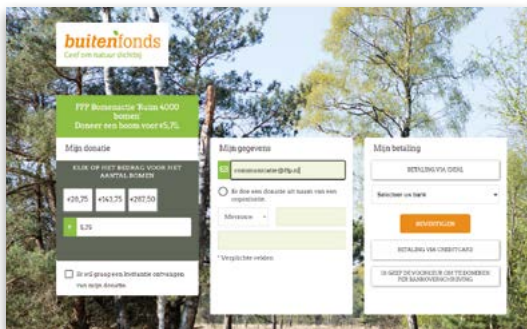 buitenfonds
Geef om natuur dichtbij
FFP Bomenactie 'Ruim 4000
bomen'
Doneer een boom voor €5,75.
Mijn donatie
KLIK OP HET BEDRAG VOOR HET
AANTAL BOMEN
€28,75 €143,75 €287,50
€ 5,75
Ik wil graag een kwitantie ontvangen
van mijn donatie.
Mijn gegevens
communicatie@ffp.nl
Ik doe een donatie uit naam van een
organisatie.
Mevrouw
* Verplichte velden
Mijn betaling
BETALING VIA IDEAL
Selecteer uw bank
BEVESTIGEN
BETALING VIA CREDITCARD
IK GEEF DE VOORKEUR OM TE DONEREN
PER BANKOVERSCHRIJVING